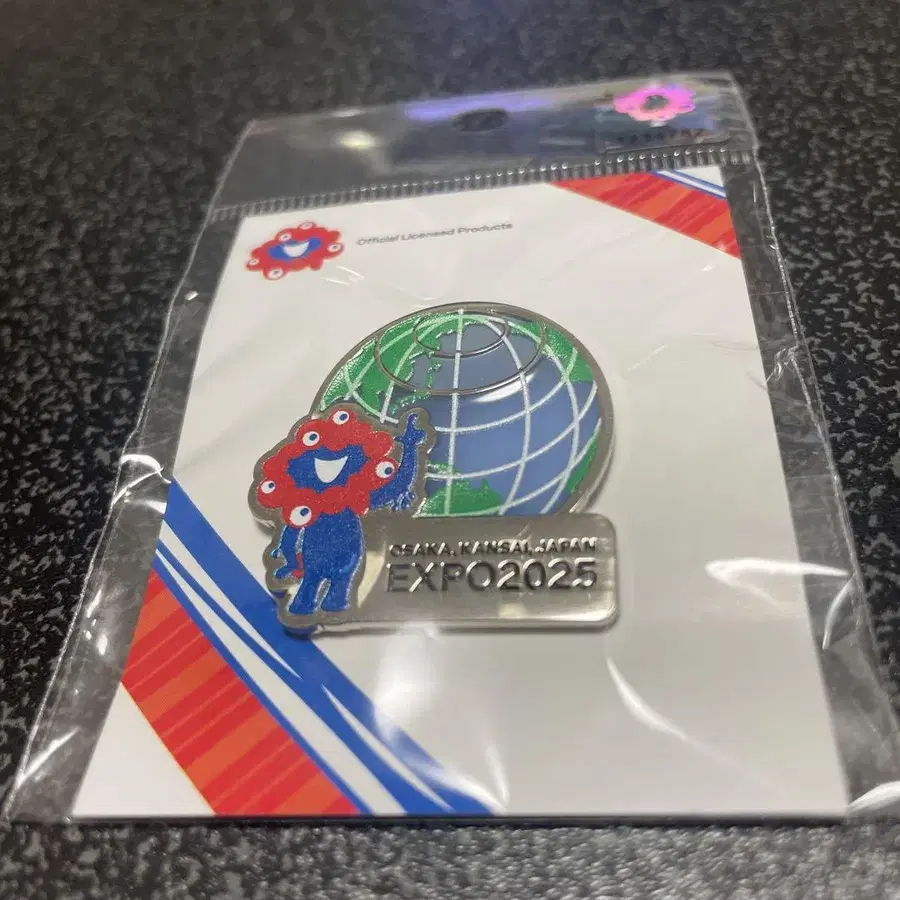 Official Licensed Products
OSAKA, KANSAI, JAPAN
EXPO2025